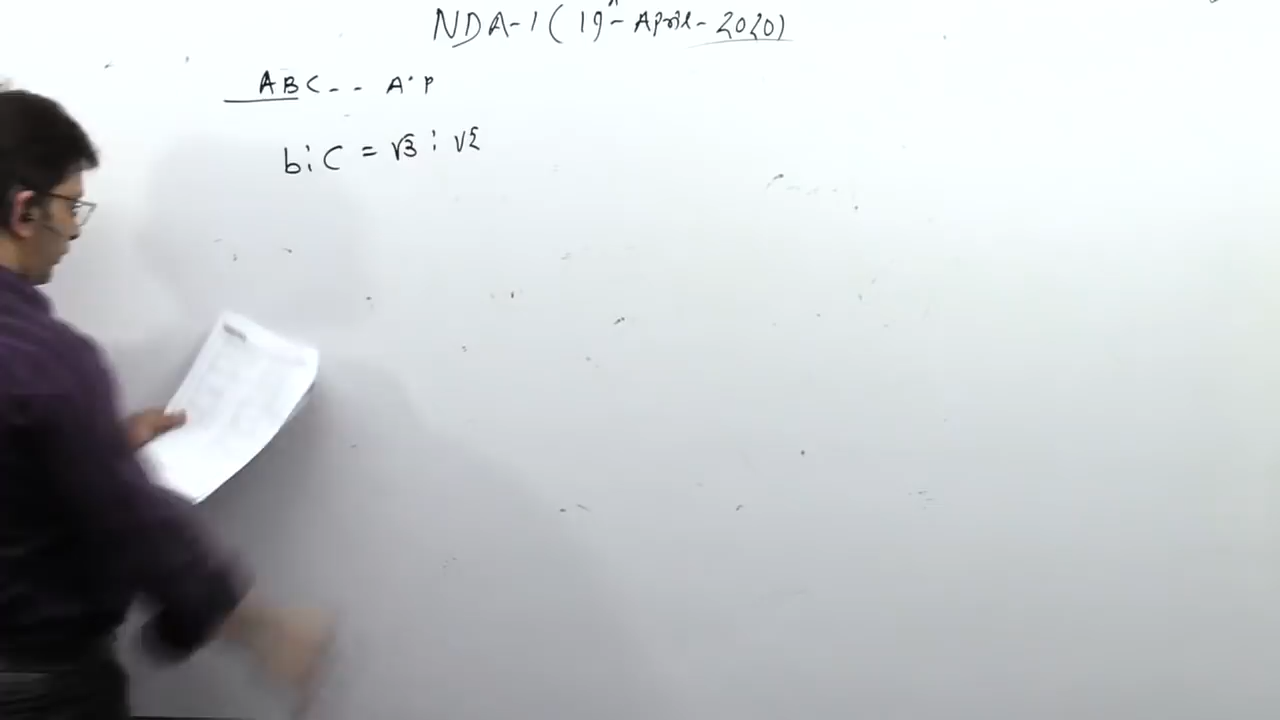 NDA-1 (19th-April-2020)
ABC-- A.P
b:C = √3 : √2